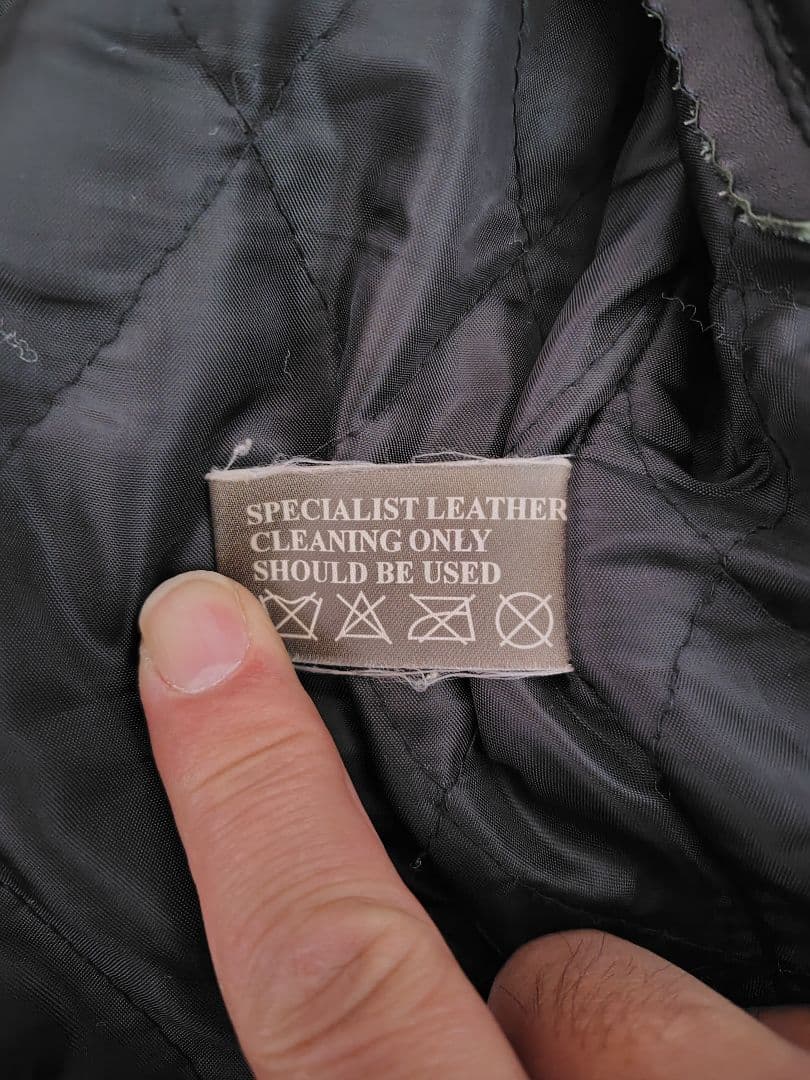 SPECIALIST LEATHER
CLEANING ONLY
SHOULD BE USED